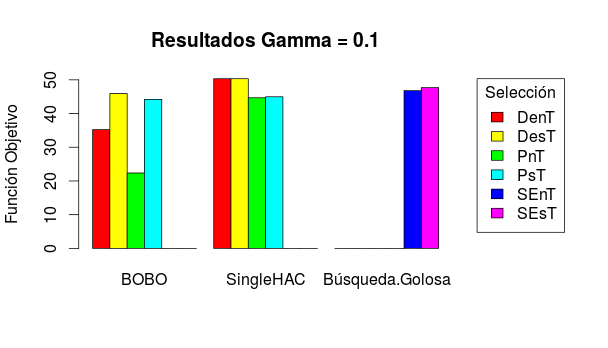 Resultados Gamma = 0.1
Función Objetivo
50
40
30
20
10
0
BOBO
SingleHAC
Búsqueda.Golosa
Selección
DenT
DesT
PnT
PsT
SEnT
SEsT